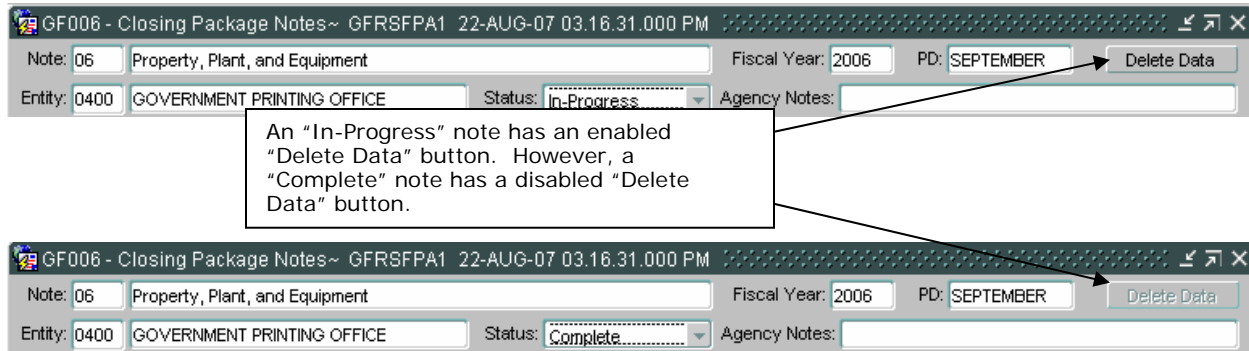 GF006 - Closing Package Notes~ GFRSFPA1 22-AUG-07 03.16.31.000 PM
Note: 06 Property, Plant, and Equipment Fiscal Year: 2006 PD: SEPTEMBER Delete Data
Entity: 0400 GOVERNMENT PRINTING OFFICE Status: In-Progress Agency Notes:
An “In-Progress” note has an enabled
“Delete Data” button. However, a
“Complete” note has a disabled “Delete
Data” button.
GF006 - Closing Package Notes~ GFRSFPA1 22-AUG-07 03.16.31.000 PM
Note: 06 Property, Plant, and Equipment Fiscal Year: 2006 PD: SEPTEMBER Delete Data
Entity: 0400 GOVERNMENT PRINTING OFFICE Status: Complete Agency Notes: